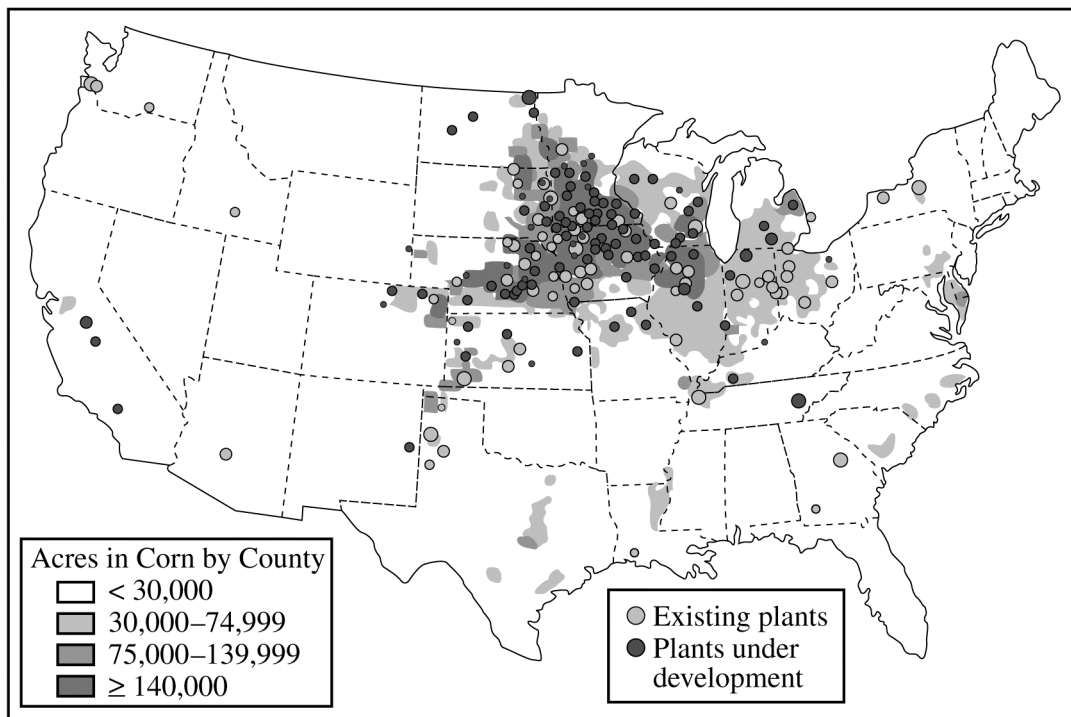 Acres in Corn by County
< 30,000
30,000–74,999
75,000–139,999
≥ 140,000
Existing plants
Plants under
development